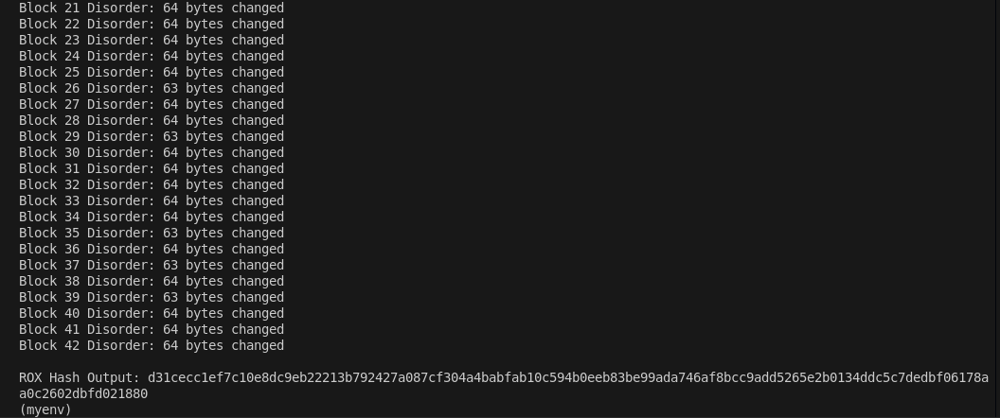 Block 21 Disorder: 64 bytes changed
Block 22 Disorder: 64 bytes changed
Block 23 Disorder: 64 bytes changed
Block 24 Disorder: 64 bytes changed
Block 25 Disorder: 64 bytes changed
Block 26 Disorder: 63 bytes changed
Block 27 Disorder: 64 bytes changed
Block 28 Disorder: 64 bytes changed
Block 29 Disorder: 63 bytes changed
Block 30 Disorder: 64 bytes changed
Block 31 Disorder: 64 bytes changed
Block 32 Disorder: 64 bytes changed
Block 33 Disorder: 64 bytes changed
Block 34 Disorder: 64 bytes changed
Block 35 Disorder: 63 bytes changed
Block 36 Disorder: 64 bytes changed
Block 37 Disorder: 63 bytes changed
Block 38 Disorder: 64 bytes changed
Block 39 Disorder: 63 bytes changed
Block 40 Disorder: 64 bytes changed
Block 41 Disorder: 64 bytes changed
Block 42 Disorder: 64 bytes changed
ROX Hash Output: d31cecc1ef7c10e8dc9eb22213b792427a087cf304a4babfab10c594b0eeb83be99ada746af8bcc9add5265e2b0134ddc5c7dedbf06178a
a0c2602dbfd021880
(myenv)